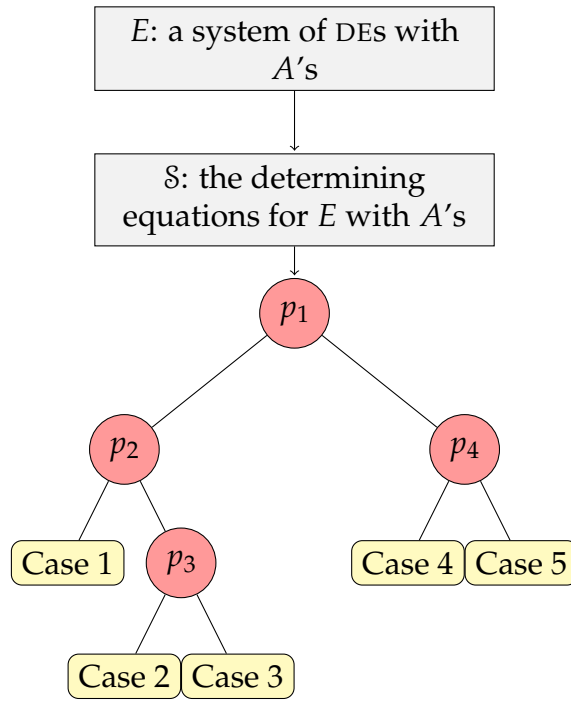 E: a system of DEs with
A's
𝒮: the determining
equations for E with A's
p₁
p₂
p₄
Case 1
p₃
Case 4
Case 5
Case 2
Case 3